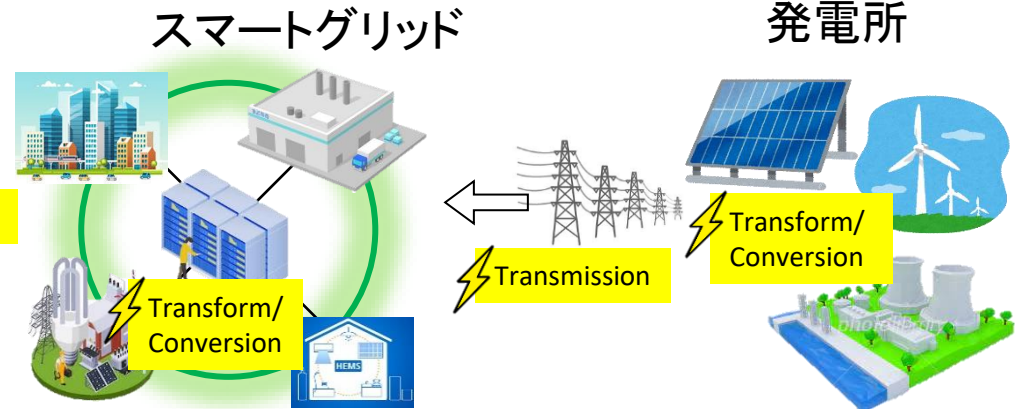 スマートグリッド
発電所
Transform/
Conversion
Transmission
Transform/
Conversion
HEMS